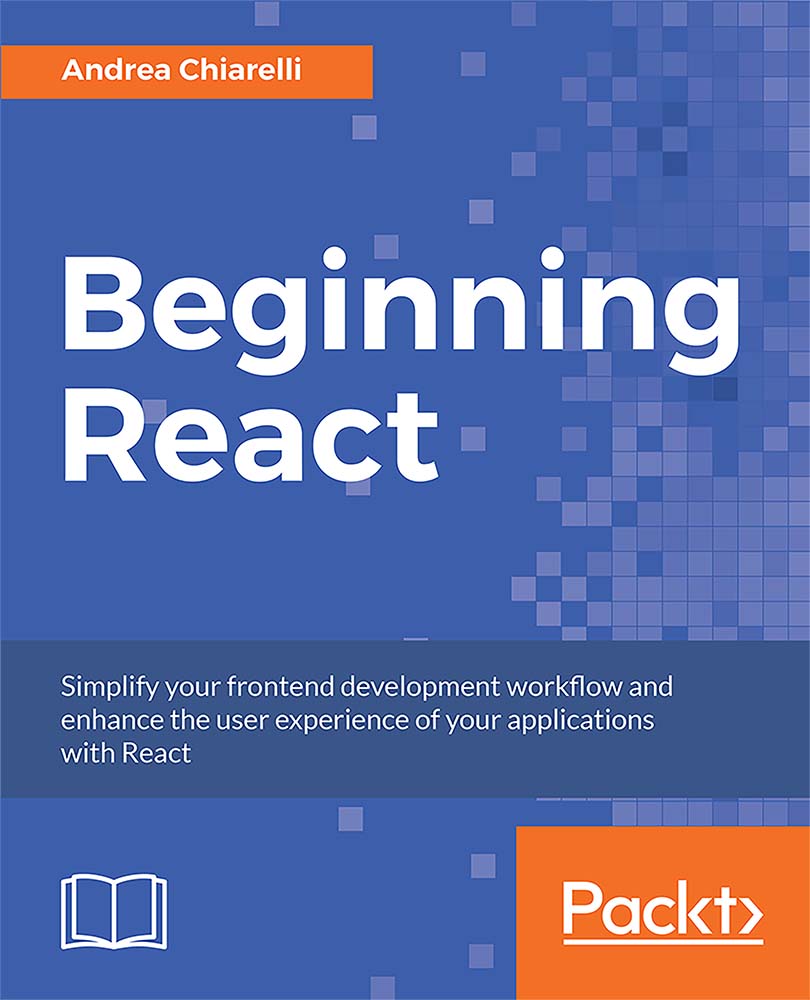 Andrea Chiarelli
Beginning
React
Simplify your frontend development workflow and
enhance the user experience of your applications
with React
Packt>